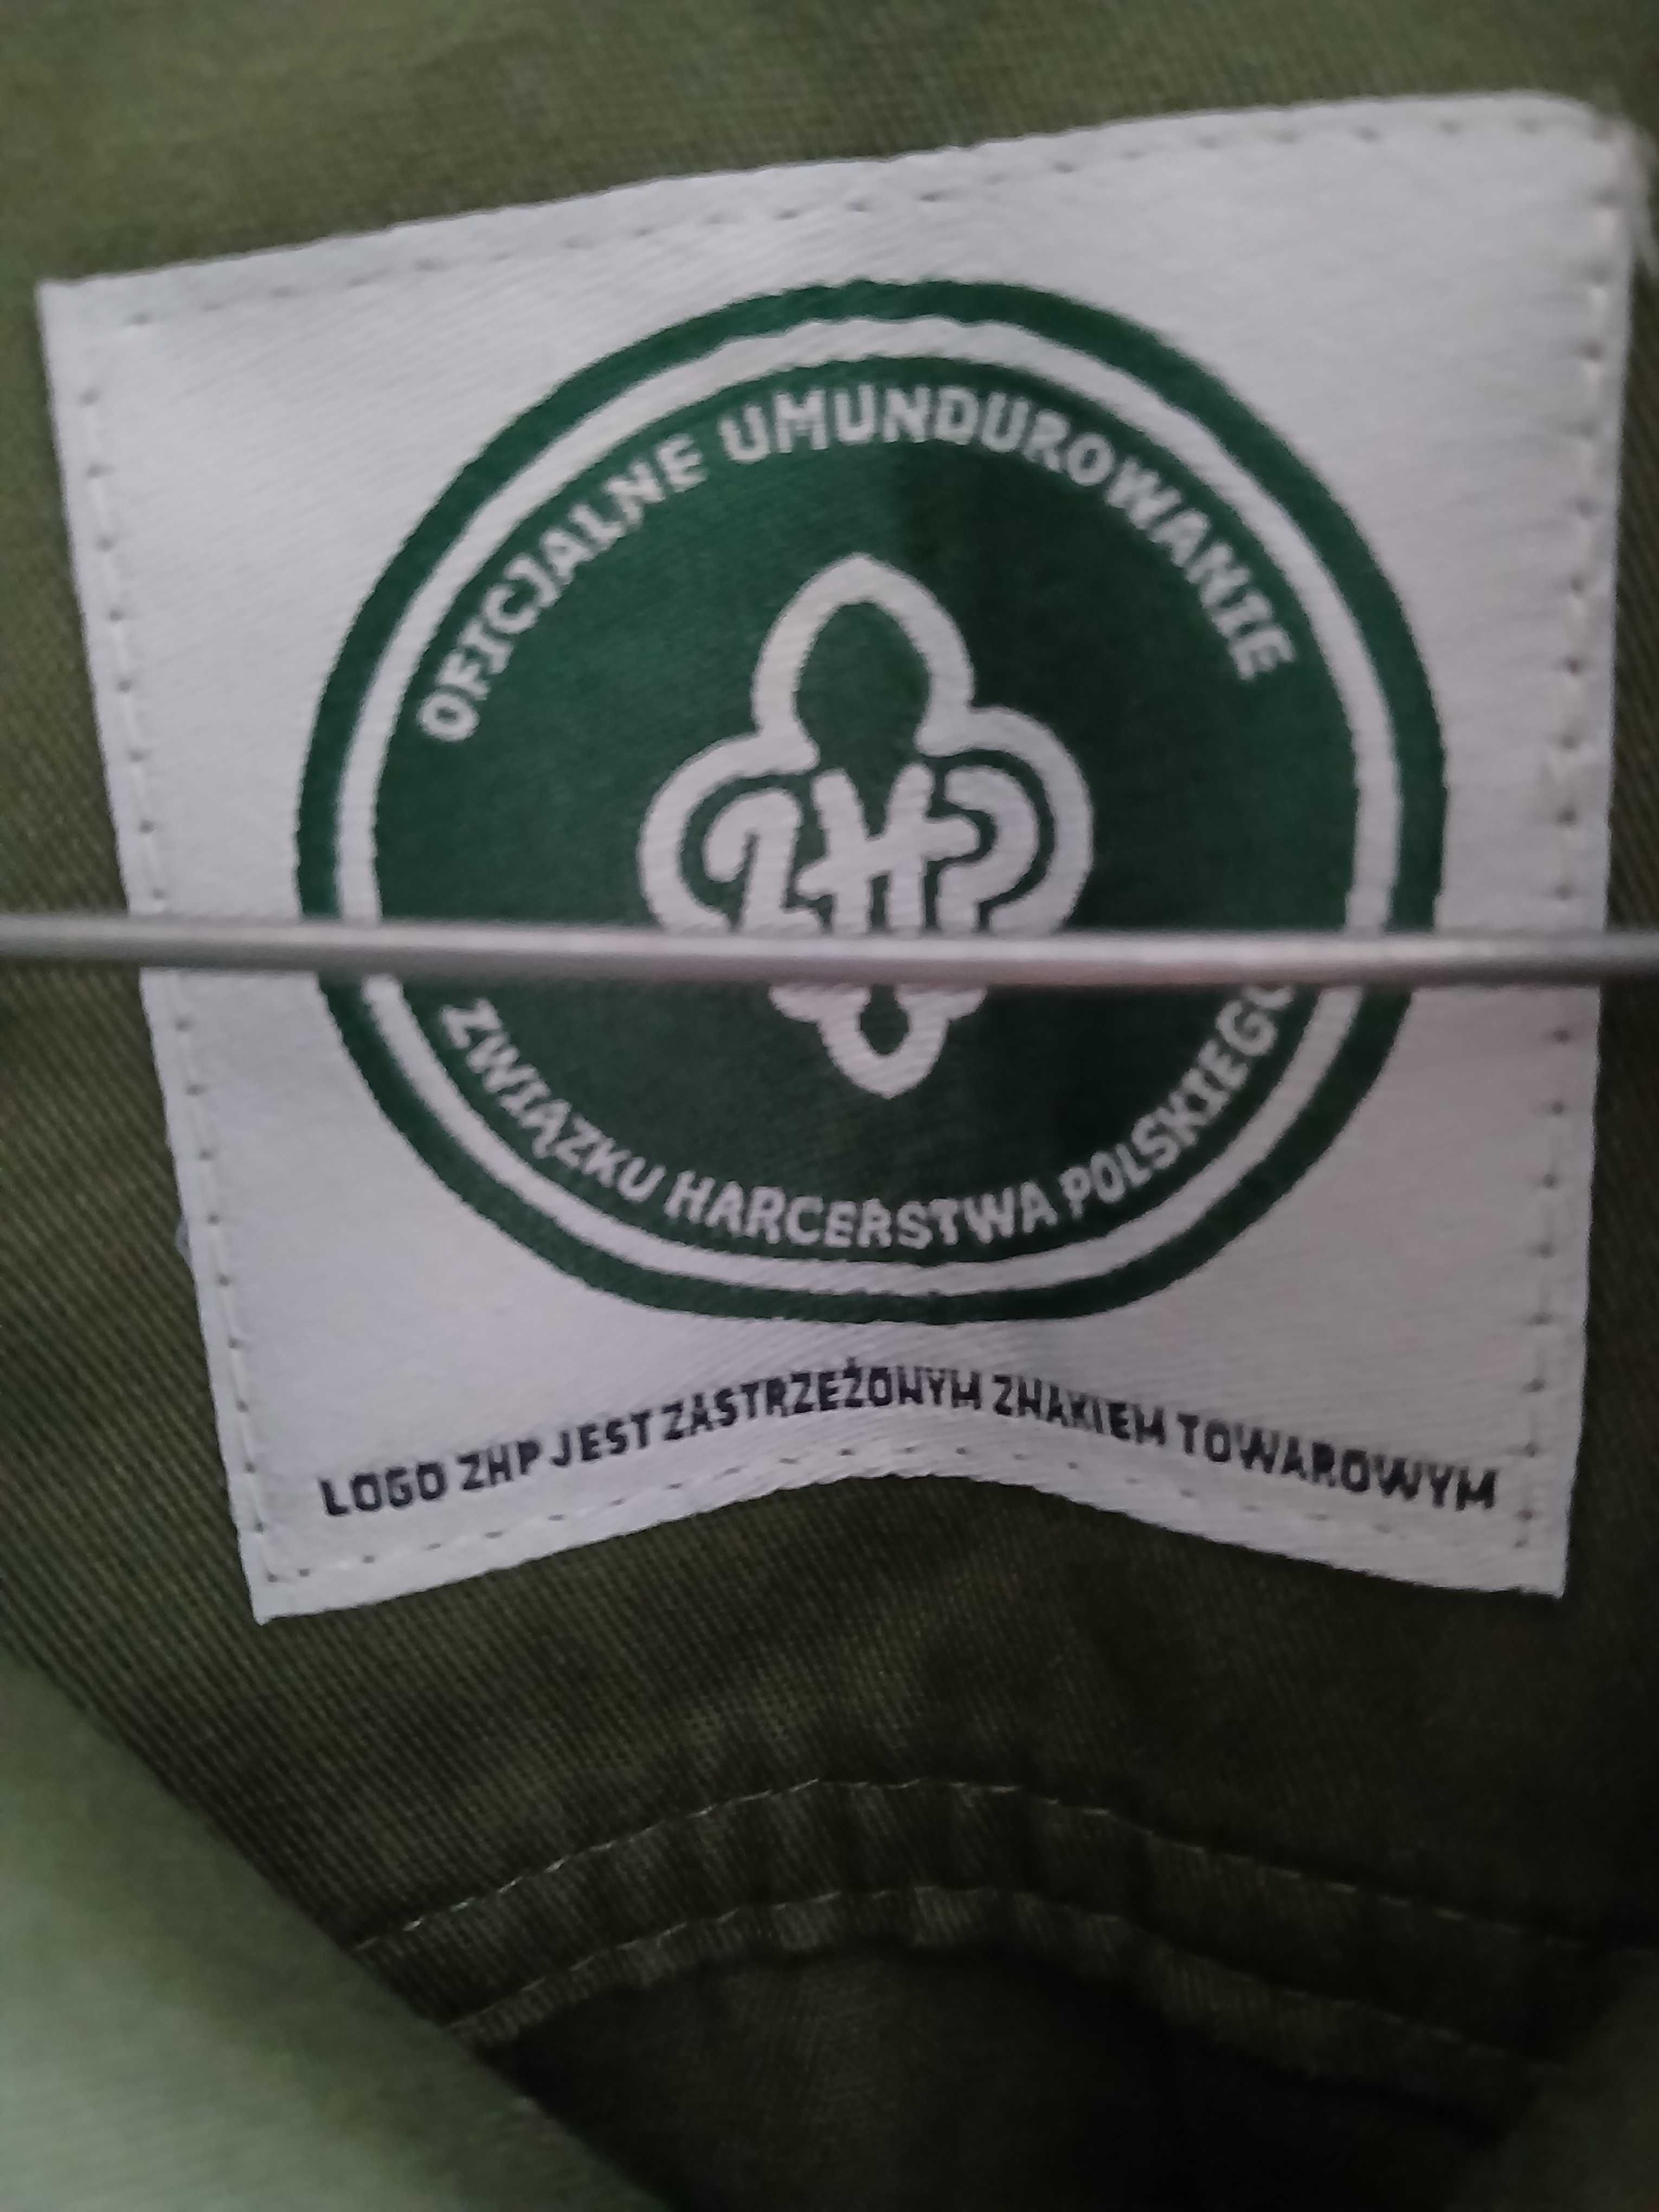 OFICJALNE UMUNDUROWANIE
ZHP
ZWIĄZKU HARCERSTWA POLSKIEGO
LOGO ZHP JEST ZASTRZEŻONYM ZNAKIEM TOWAROWYM